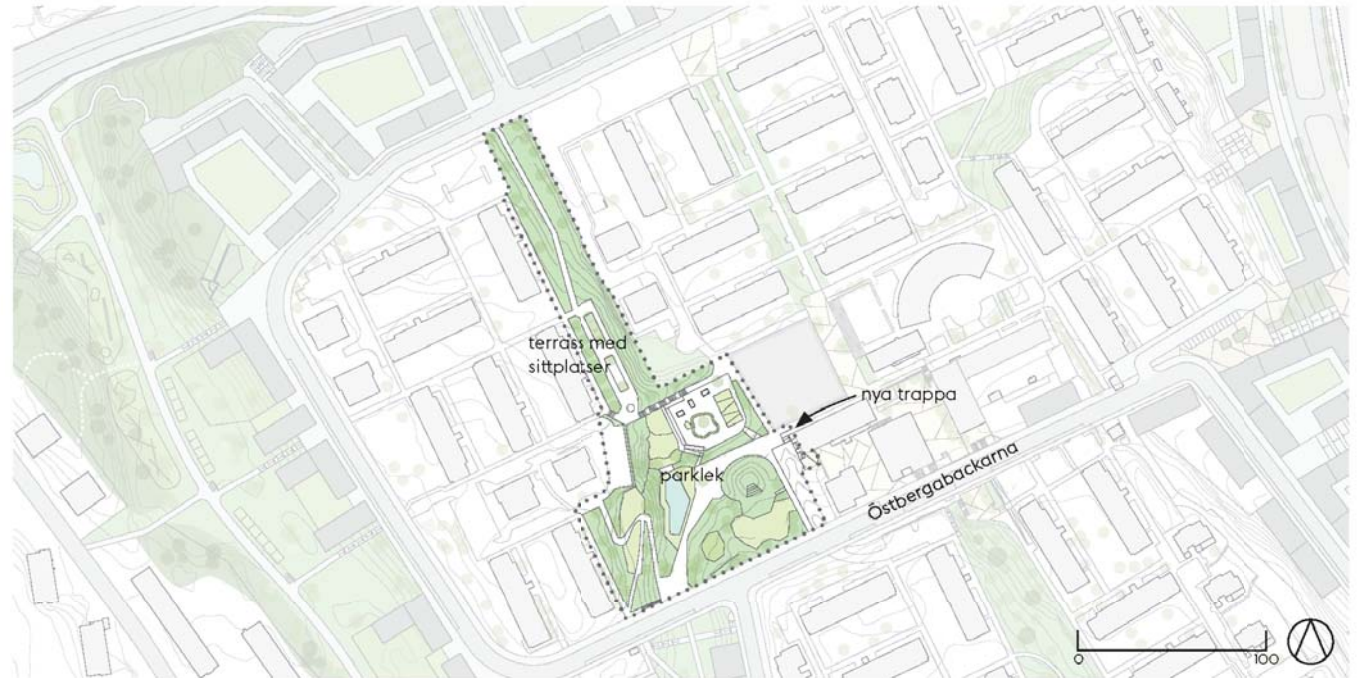 terrass med
sittplatser
nya trappa
parklek
Östbergabackarna
0 100